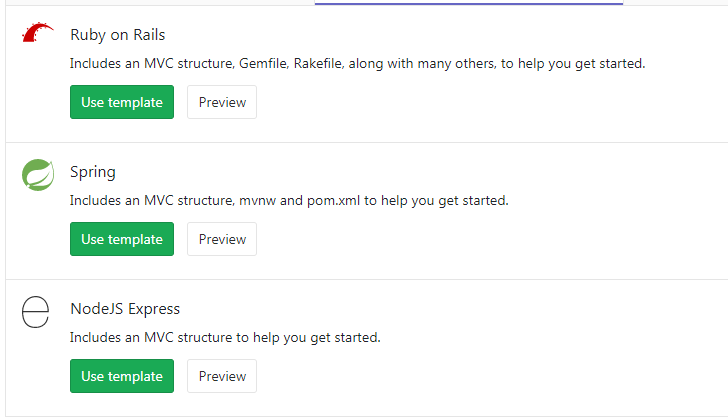 Ruby on Rails
Includes an MVC structure, Gemfile, Rakefile, along with many others, to help you get started.
Use template Preview
Spring
Includes an MVC structure, mvnw and pom.xml to help you get started.
Use template Preview
NodeJS Express
Includes an MVC structure to help you get started.
Use template Preview